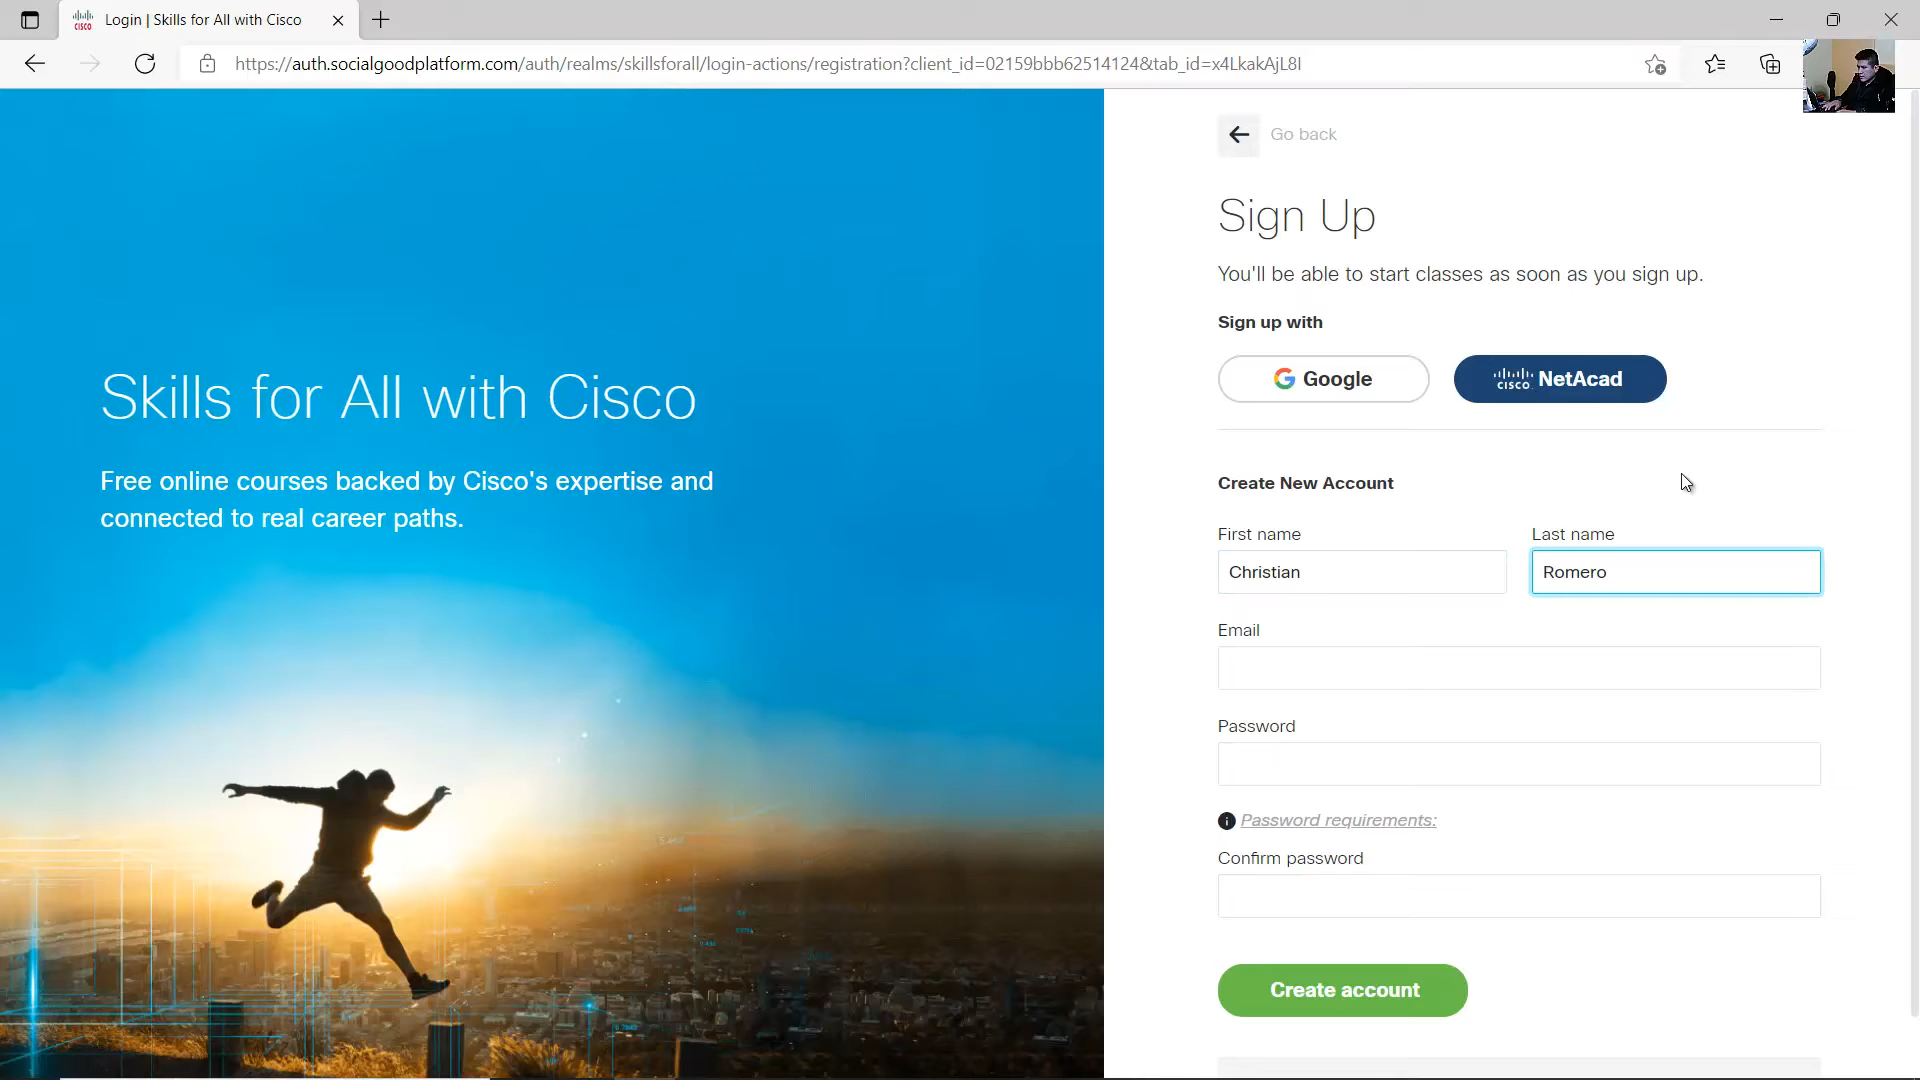 Login | Skills for All with Cisco
https://auth.socialgoodplatform.com/auth/realms/skillsforall/login-actions/registration?client_id=02159bbb62514124&tab_id=x4LkakAjL8I
Go back
Sign Up
You'll be able to start classes as soon as you sign up.
Sign up with
Google
CISCO NetAcad
Skills for All with Cisco
Free online courses backed by Cisco's expertise and
connected to real career paths.
Create New Account
First name
Last name
Christian
Romero
Email
Password
Password requirements:
Confirm password
Create account